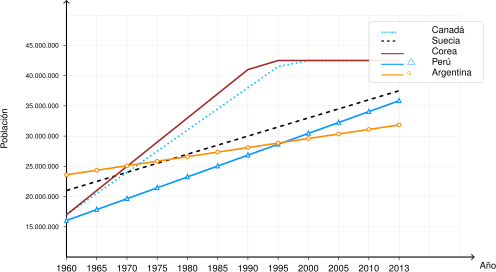 Canadá
Suecia
Corea
Perú
Argentina
Población
45.000.000
40.000.000
35.000.000
30.000.000
25.000.000
20.000.000
15.000.000
1960 1965 1970 1975 1980 1985 1990 1995 2000 2005 2010 2013
Año